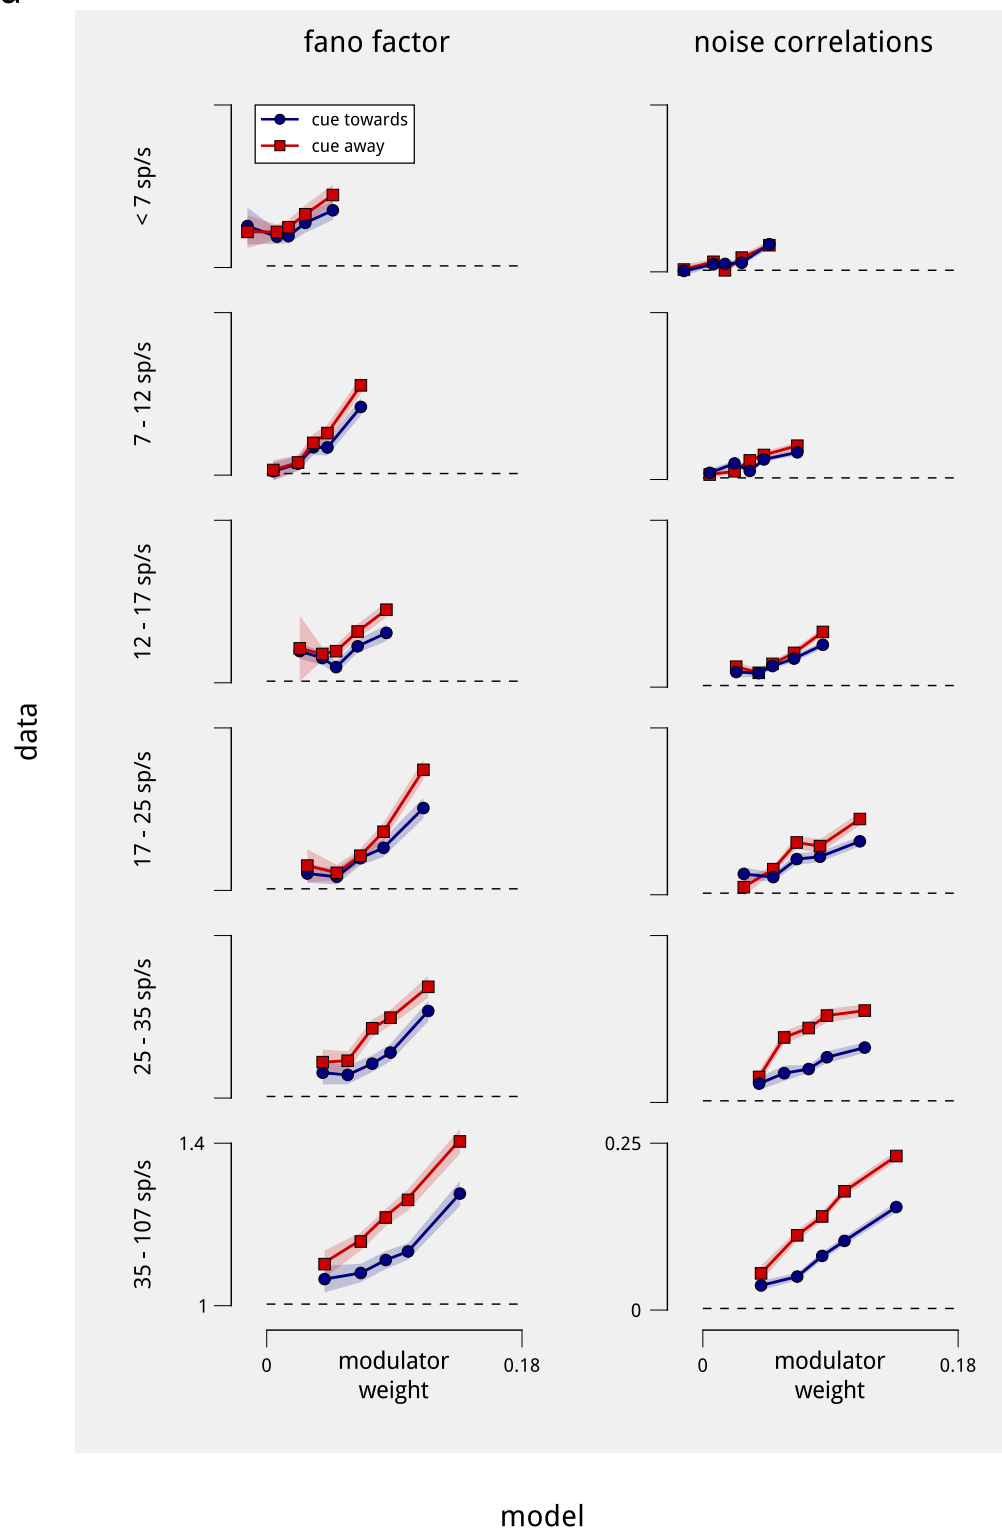 fano factor
noise correlations
cue towards
cue away
< 7 sp/s
7 - 12 sp/s
12 - 17 sp/s
17 - 25 sp/s
25 - 35 sp/s
35 - 107 sp/s
data
1.4
1
0.25
0
0
modulator
weight
0.18
0
modulator
weight
0.18
model